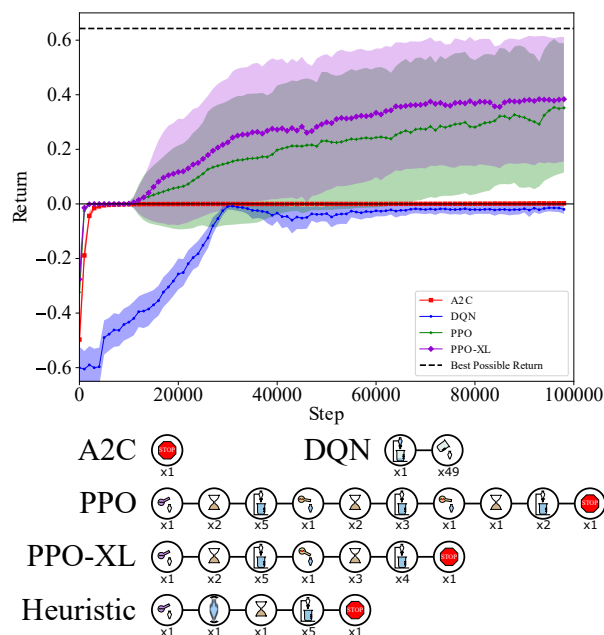 0.6
0.4
0.2
Return
0.0
−0.2
−0.4
−0.6
A2C
DQN
PPO
PPO-XL
Best Possible Return
0 20000 40000 60000 80000 100000
Step
A2C STOP DQN
x1 x1 x49
PPO STOP
x1 x2 x5 x1 x2 x3 x1 x1 x2 x1
PPO-XL STOP
x1 x2 x5 x1 x3 x4 x1
Heuristic STOP
x1 x1 x1 x5 x1